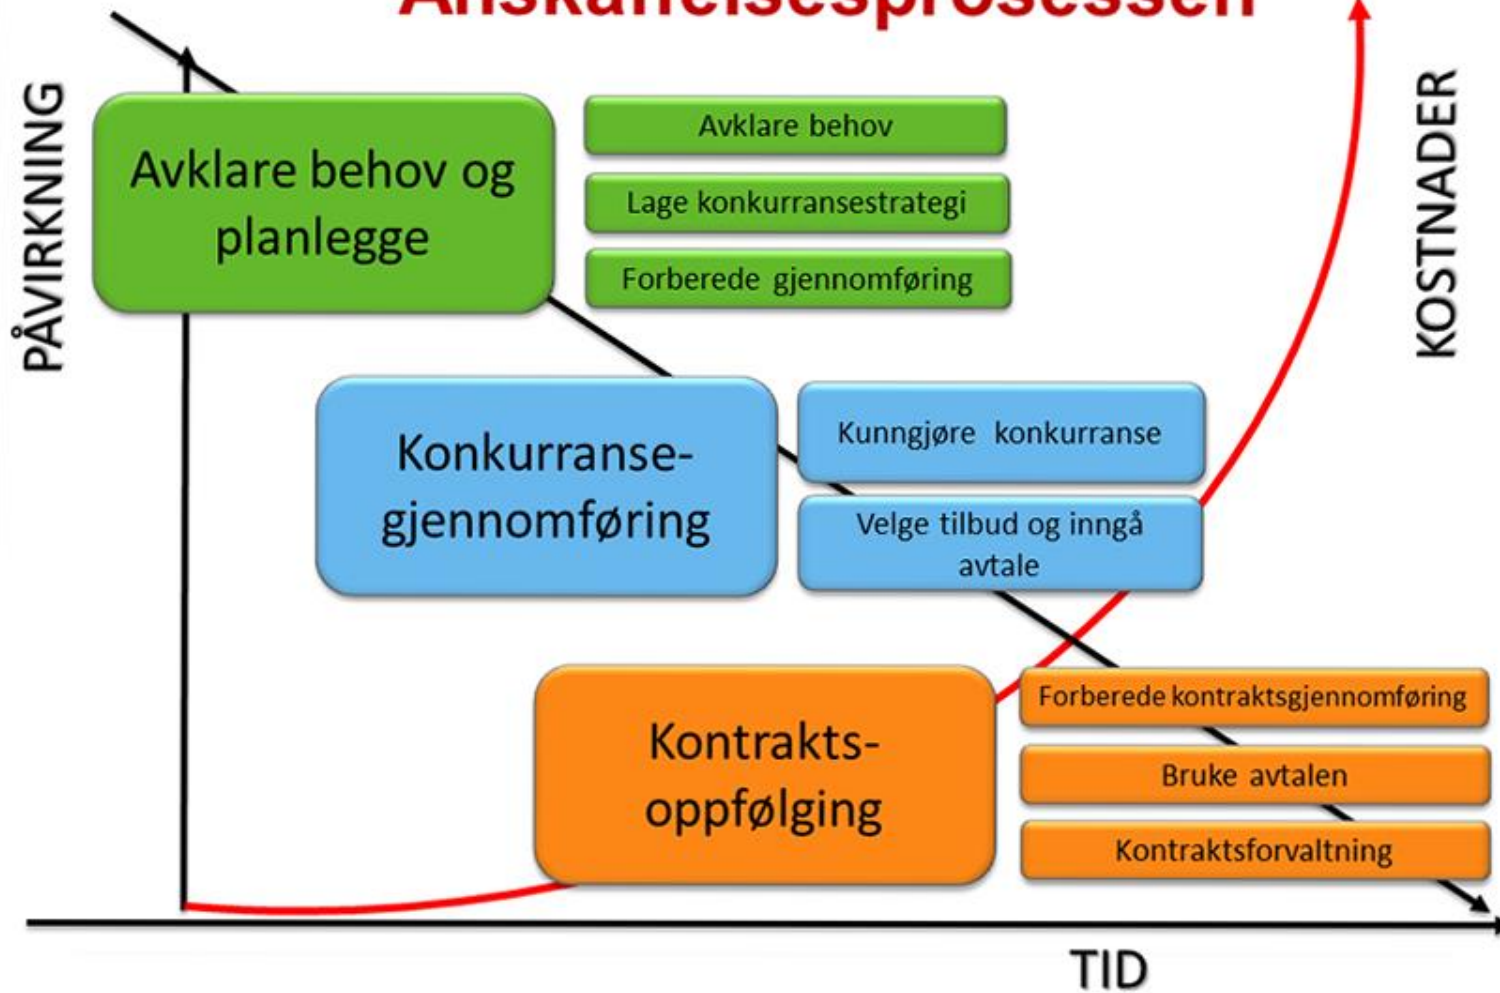 Anskaffelsesprosessen
PÅVIRKNING
KOSTNADER
Avklare behov og
planlegge
Avklare behov
Lage konkurransestrategi
Forberede gjennomføring
Konkurranse-
gjennomføring
Kunngjøre konkurranse
Velge tilbud og inngå
avtale
Kontrakts-
oppfølging
Forberede kontraktsgjennomføring
Bruke avtalen
Kontraktsforvaltning
TID